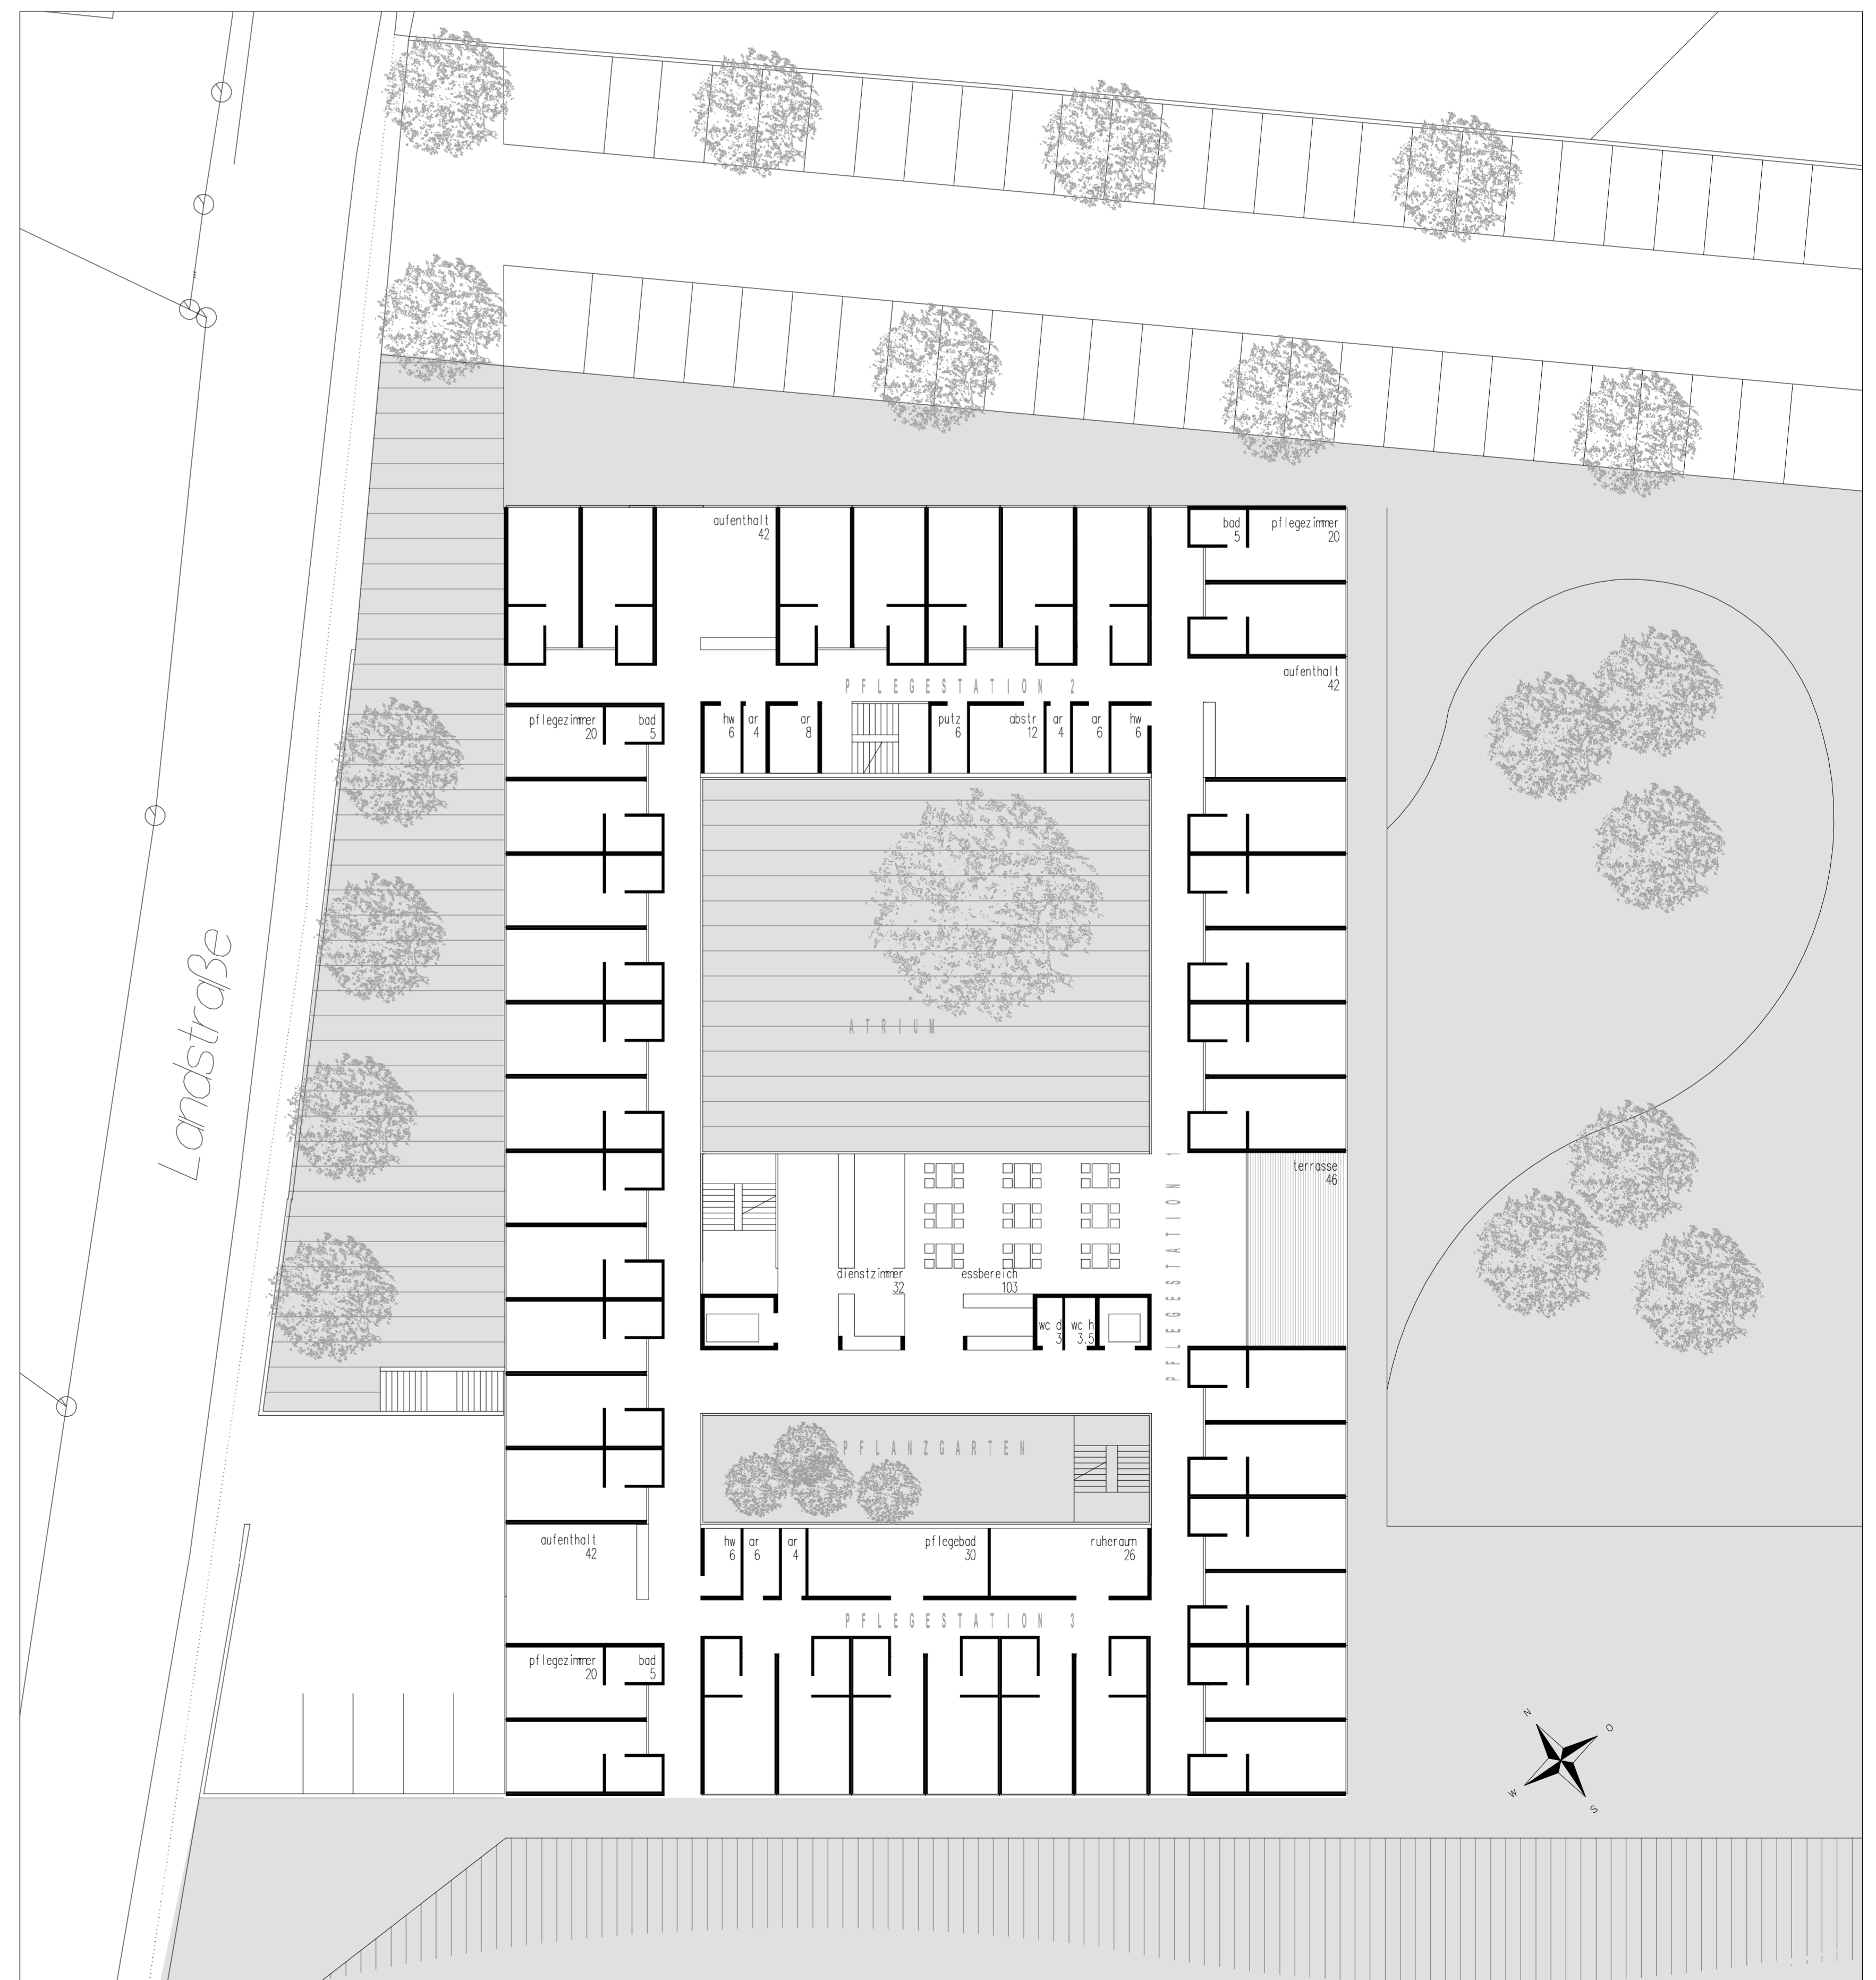 aufenthalt
42
bad
5
pflegezimmer
20
aufenthalt
42
PFLEGESTATION 2
pflegezimmer
20
bad
5
hw
6
ar
4
ar
8
putz
6
abstr
12
ar
4
ar
6
hw
6
Landstraße
ATRIUM
terrasse
46
PFLEGESTATION 1
dienstzimmer
32
essbereich
103
wc d
3
wc h
3.5
PFLANZGARTEN
aufenthalt
42
hw
6
ar
6
ar
4
pflegebad
30
ruheraum
26
PFLEGESTATION 3
pflegezimmer
20
bad
5
N
O
W
S